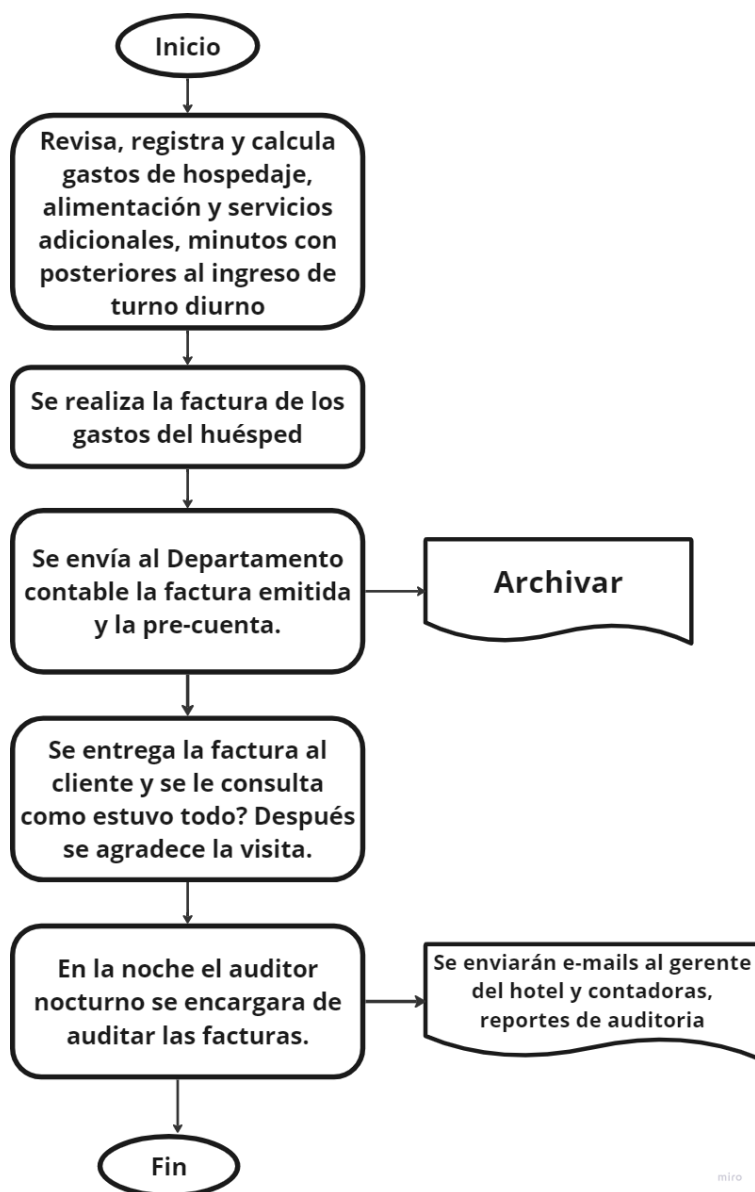 Inicio
Revisa, registra y calcula
gastos de hospedaje,
alimentación y servicios
adicionales, minutos con
posteriores al ingreso de
turno diurno
Se realiza la factura de los
gastos del huésped
Se envía al Departamento
contable la factura emitida
y la pre-cuenta.
Archivar
Se entrega la factura al
cliente y se le consulta
como estuvo todo? Después
se agradece la visita.
En la noche el auditor
nocturno se encargara de
auditar las facturas.
Se enviarán e-mails al gerente
del hotel y contadoras,
reportes de auditoria
Fin
miro